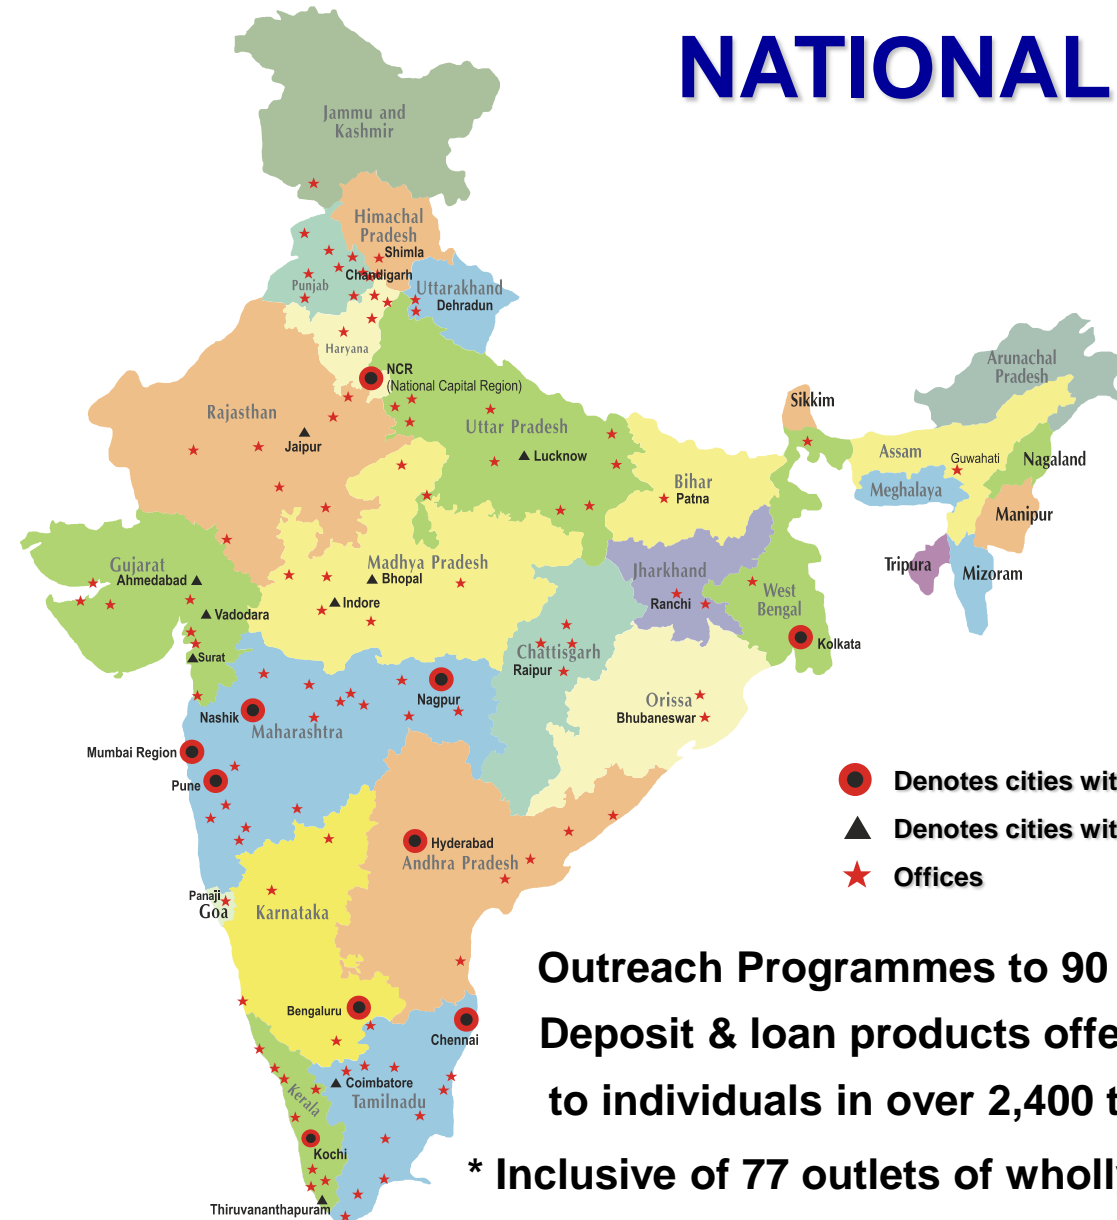 NATIONAL
Jammu and
Kashmir
Himachal
Pradesh
Shimla
Chandigarh
Punjab
Uttarakhand
Dehradun
Haryana
NCR
(National Capital Region)
Rajasthan
Jaipur
Uttar Pradesh
Lucknow
Sikkim
Arunachal
Pradesh
Assam
Guwahati
Nagaland
Meghalaya
Manipur
Tripura
Mizoram
Bihar
Patna
Gujarat
Ahmedabad
Vadodara
Surat
Madhya Pradesh
Bhopal
Indore
Jharkhand
Ranchi
West
Bengal
Kolkata
Chattisgarh
Raipur
Orissa
Bhubaneswar
Nagpur
Nashik
Maharashtra
Mumbai Region
Pune
Hyderabad
Andhra Pradesh
Panaji
Goa
Karnataka
Bengaluru
Chennai
Coimbatore
Tamilnadu
Kerala
Kochi
Thiruvananthapuram
Denotes cities wit
Denotes cities wit
Offices
Outreach Programmes to 90
Deposit & loan products offe
to individuals in over 2,400 t
* Inclusive of 77 outlets of wholl